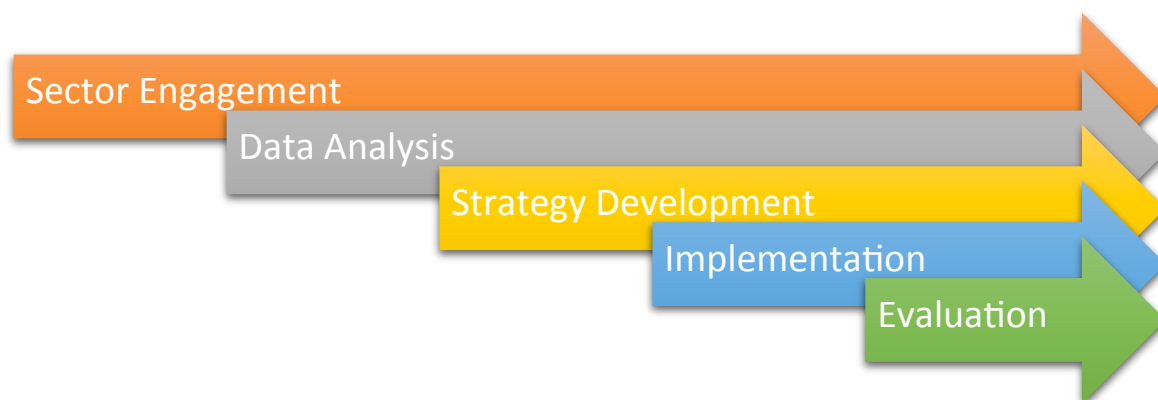 Sector Engagement
Data Analysis
Strategy Development
Implementation
Evaluation